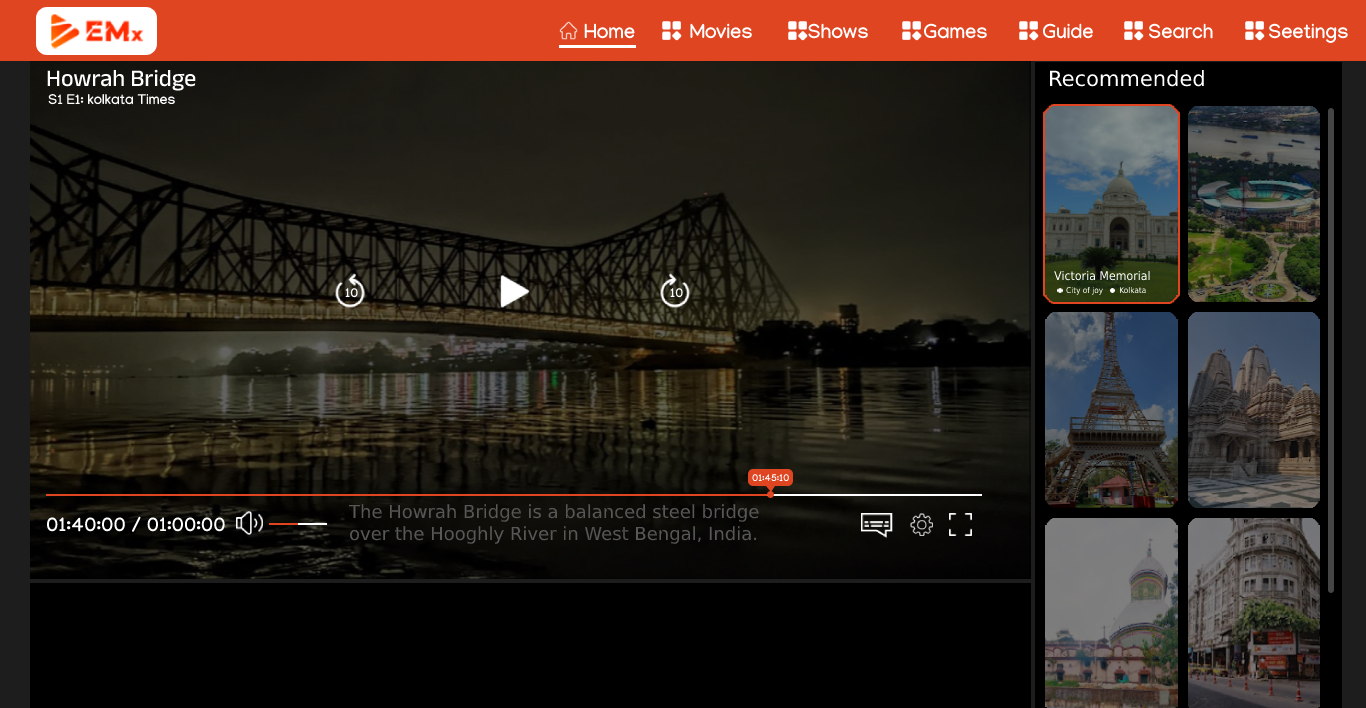 EMx
Home Movies Shows Games Guide Search Seetings
Howrah Bridge
S1 E1: kolkata Times
10
10
01:45:10
01:40:00 / 01:00:00
The Howrah Bridge is a balanced steel bridge
over the Hooghly River in West Bengal, India.
Recommended
Victoria Memorial
City of joy Kolkata